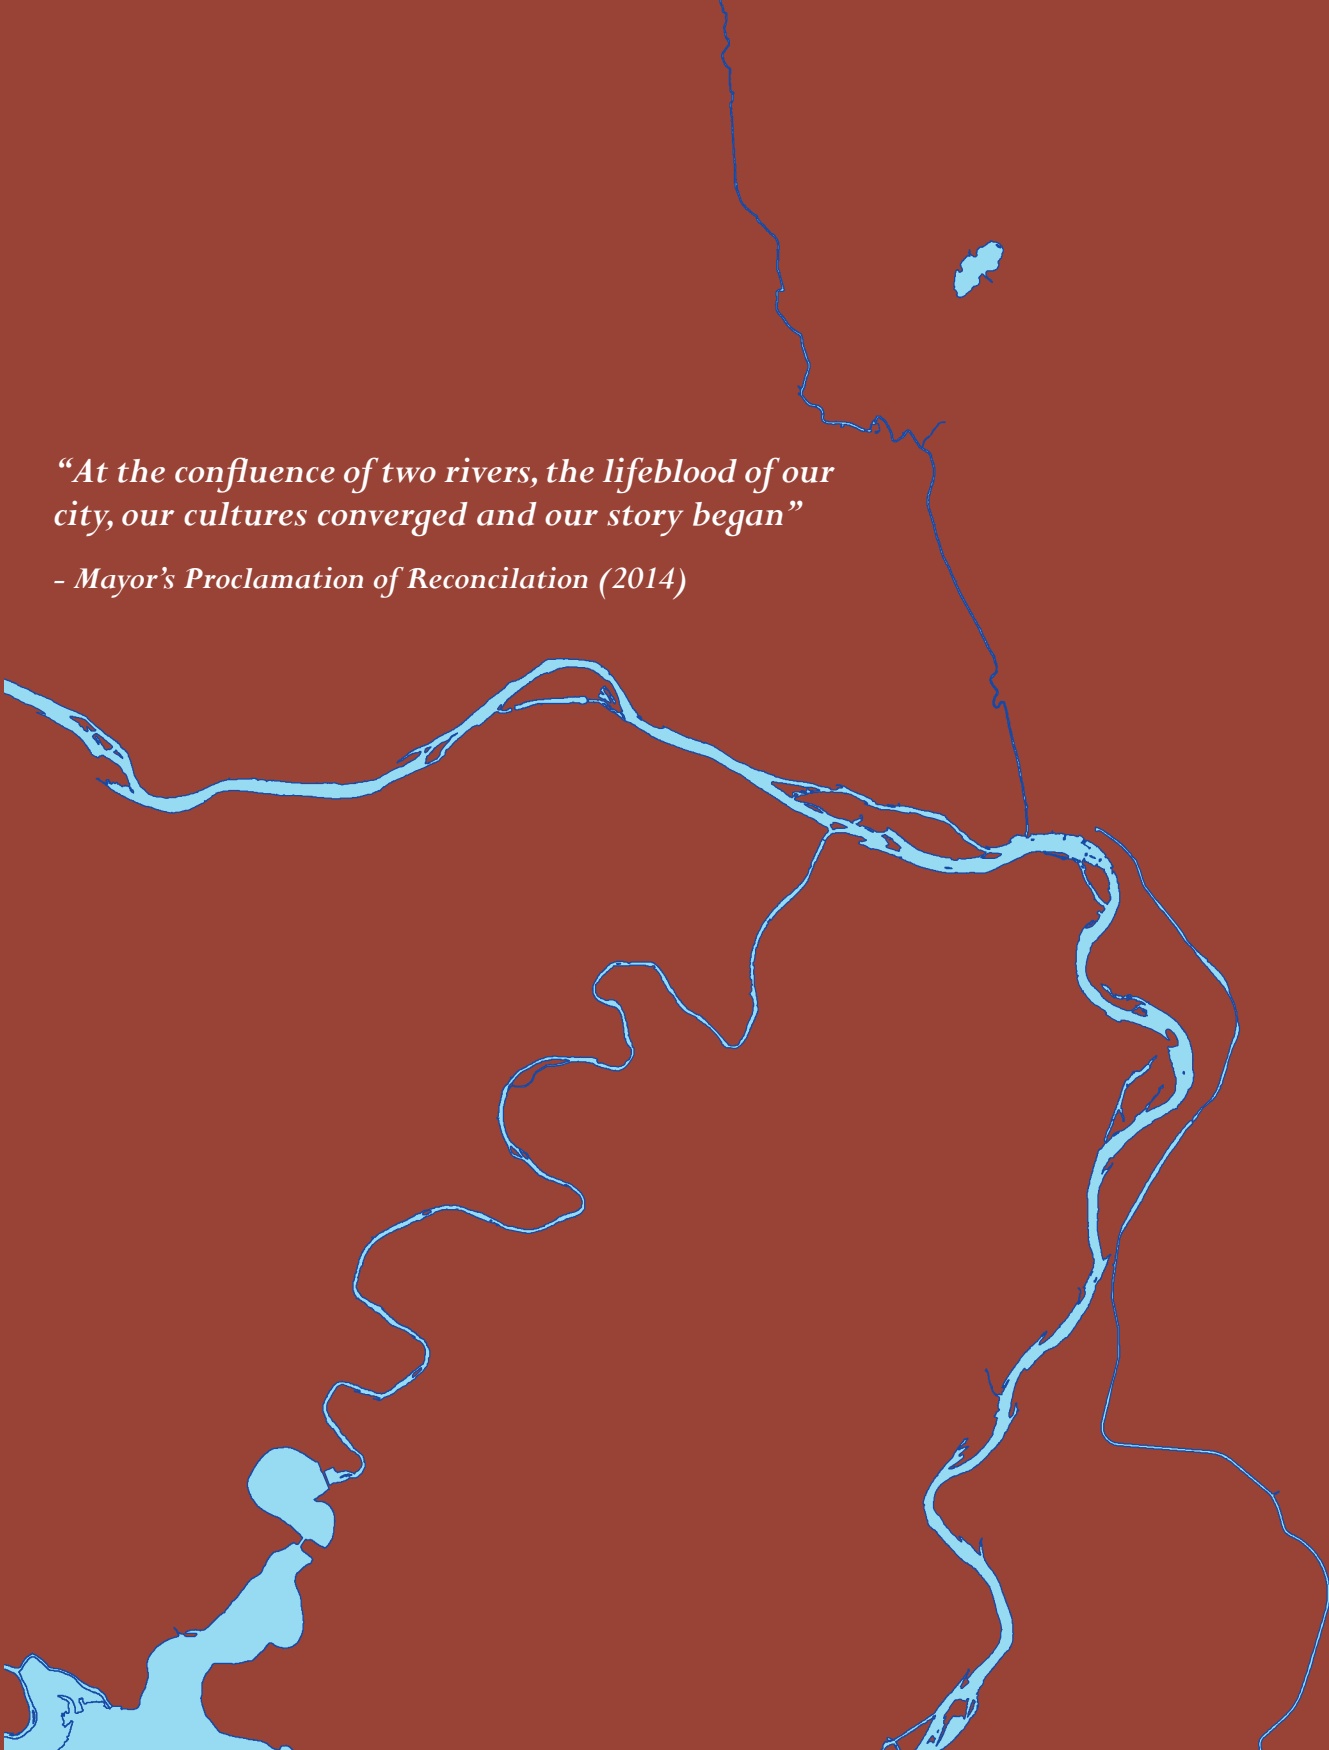 “At the confluence of two rivers, the lifeblood of our
city, our cultures converged and our story began”
– Mayor’s Proclamation of Reconcilation (2014)